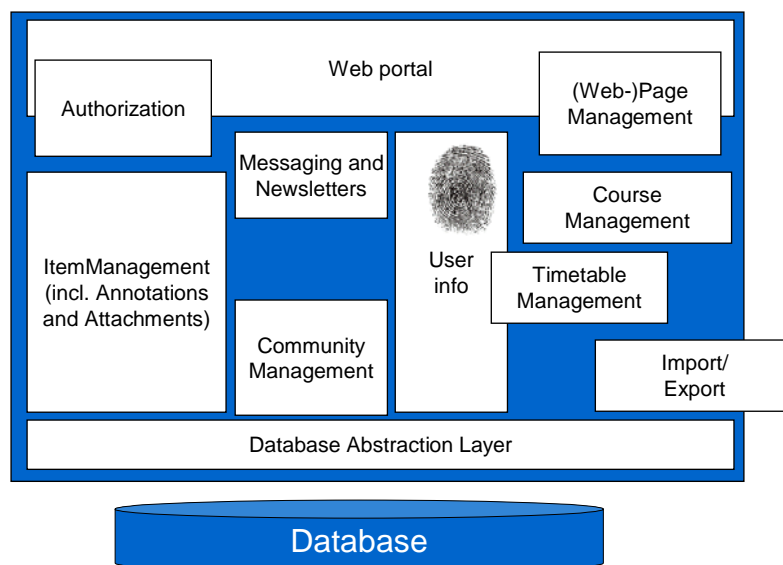 Web portal
Authorization
(Web-)Page
Management
Messaging and
Newsletters
Course
Management
ItemManagement
(incl. Annotations
and Attachments)
User
info
Timetable
Management
Community
Management
Import/
Export
Database Abstraction Layer
Database